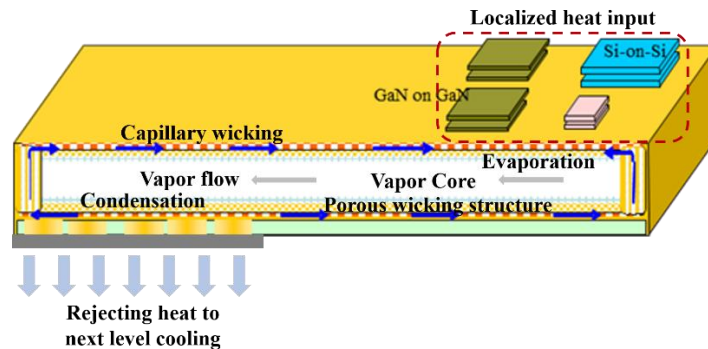 Localized heat input
Si-on-Si
GaN on GaN
Capillary wicking
Evaporation
Vapor flow
Vapor Core
Condensation
Porous wicking structure
Rejecting heat to
next level cooling